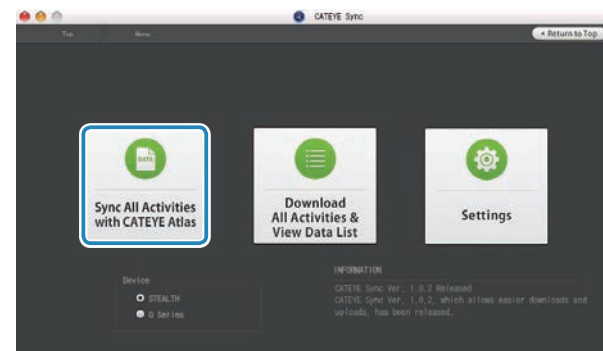 CATEYE Sync
Top
Menu
Return to Top
DATA
Sync All Activities
with CATEYE Atlas
Download
All Activities &
View Data List
Settings
Device
STEALTH
Q Series
INFORMATION
CATEYE Sync Ver. 1.0.2 Released
CATEYE Sync Ver. 1.0.2, which allows easier downloads and
uploads, has been released.